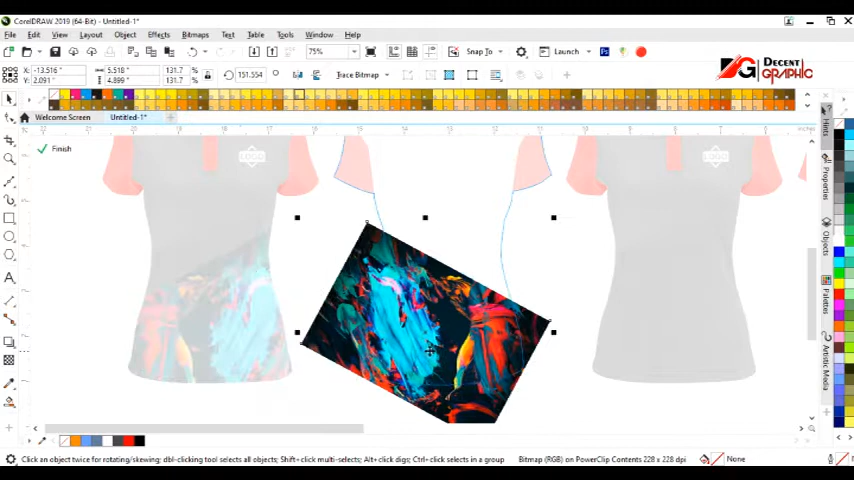 CorelDRAW 2019 (64-Bit) - Untitled-1*
File Edit View Layout Object Effects Bitmaps Text Table Tools Window Help
75% Snap To Launch
-13.516 " 5.518 " 131.7 %
2.091 " 4.899 " 131.7 % 151.554 Trace Bitmap
DECENT
GRAPHIC
Welcome Screen Untitled-1*
Finish
LOGO LOGO
Hints
Properties
Objects
Palettes
Artistic Media
Click an object twice for rotating/skewing; dbl-clicking tool selects all objects; Shift+click multi-selects; Alt+click digs; Ctrl+click selects in a group Bitmap (RGB) on PowerClip Contents 228 x 228 dpi None